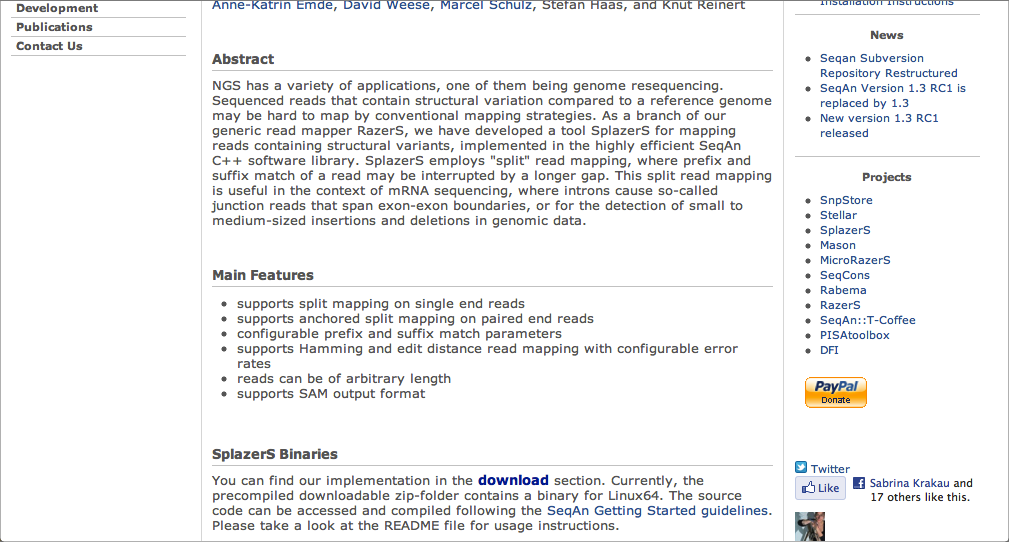 Development
Publications
Contact Us
Anne-Katrin Emde, David Weese, Marcel Schulz, Stefan Haas, and Knut Reinert
Abstract
NGS has a variety of applications, one of them being genome resequencing.
Sequenced reads that contain structural variation compared to a reference genome
may be hard to map by conventional mapping strategies. As a branch of our
generic read mapper RazerS, we have developed a tool SplazerS for mapping
reads containing structural variants, implemented in the highly efficient SeqAn
C++ software library. SplazerS employs "split" read mapping, where prefix and
suffix match of a read may be interrupted by a longer gap. This split read mapping
is useful in the context of mRNA sequencing, where introns cause so-called
junction reads that span exon-exon boundaries, or for the detection of small to
medium-sized insertions and deletions in genomic data.
Main Features
supports split mapping on single end reads
supports anchored split mapping on paired end reads
configurable prefix and suffix match parameters
supports Hamming and edit distance read mapping with configurable error
rates
reads can be of arbitrary length
supports SAM output format
SplazerS Binaries
You can find our implementation in the download section. Currently, the
precompiled downloadable zip-folder contains a binary for Linux64. The source
code can be accessed and compiled following the SeqAn Getting Started guidelines.
Please take a look at the README file for usage instructions.
Installation Instructions
News
Seqan Subversion
Repository Restructured
SeqAn Version 1.3 RC1 is
replaced by 1.3
New version 1.3 RC1
released
Projects
SnpStore
Stellar
SplazerS
Mason
MicroRazerS
SeqCons
Rabema
RazerS
SeqAn::T-Coffee
PISAtoolbox
DFI
PayPal
Donate
Twitter
Like
Sabrina Krakau and
17 others like this.